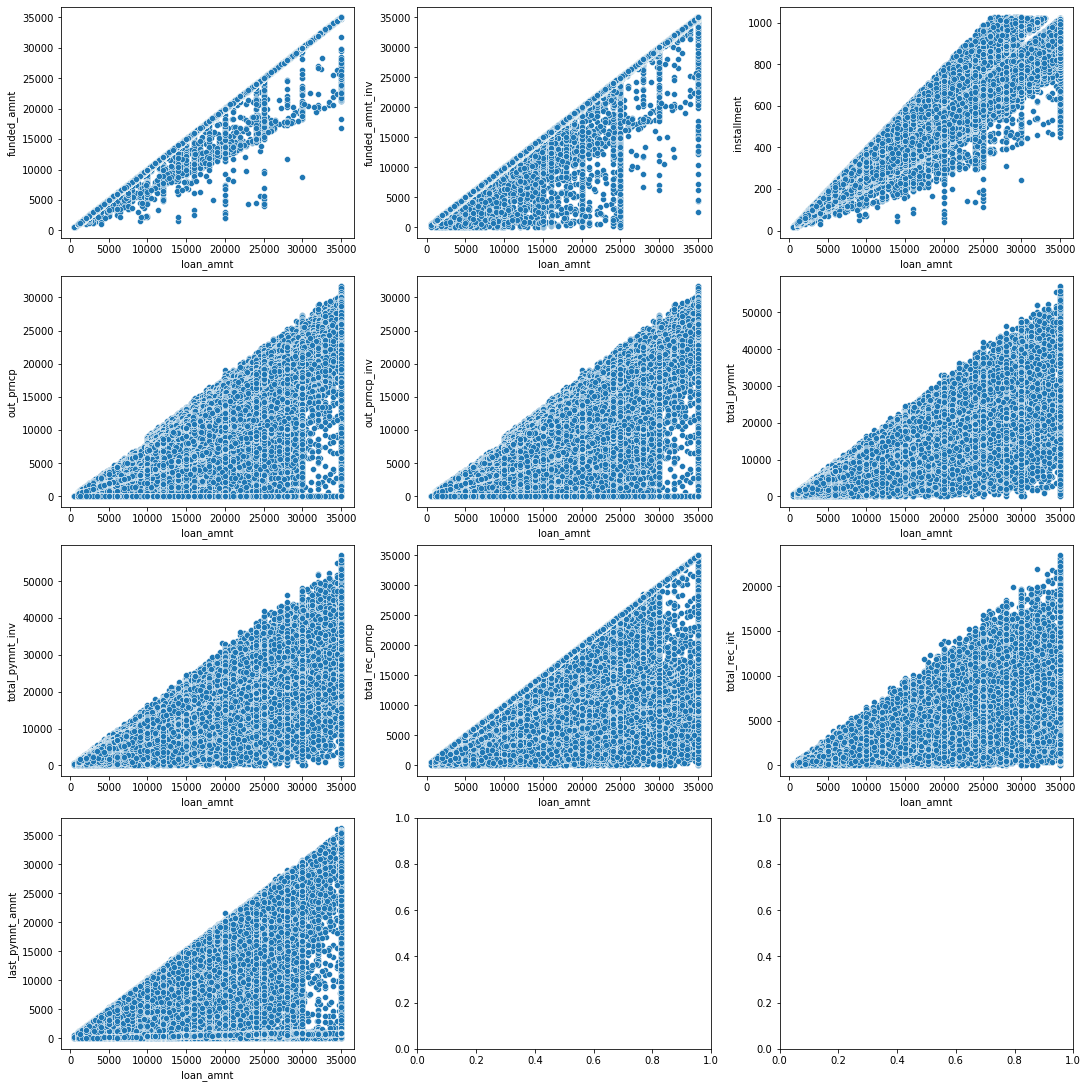 35000
30000
25000
20000
15000
10000
5000
0
funded_amnt
0 5000 10000 15000 20000 25000 30000 35000
loan_amnt
35000
30000
25000
20000
15000
10000
5000
0
funded_amnt_inv
0 5000 10000 15000 20000 25000 30000 35000
loan_amnt
1000
800
600
400
200
0
installment
0 5000 10000 15000 20000 25000 30000 35000
loan_amnt
30000
25000
20000
15000
10000
5000
0
out_prncp
0 5000 10000 15000 20000 25000 30000 35000
loan_amnt
30000
25000
20000
15000
10000
5000
0
out_prncp_inv
0 5000 10000 15000 20000 25000 30000 35000
loan_amnt
50000
40000
30000
20000
10000
0
total_pymnt
0 5000 10000 15000 20000 25000 30000 35000
loan_amnt
50000
40000
30000
20000
10000
0
total_pymnt_inv
0 5000 10000 15000 20000 25000 30000 35000
loan_amnt
35000
30000
25000
20000
15000
10000
5000
0
total_rec_prncp
0 5000 10000 15000 20000 25000 30000 35000
loan_amnt
20000
15000
10000
5000
0
total_rec_int
0 5000 10000 15000 20000 25000 30000 35000
loan_amnt
35000
30000
25000
20000
15000
10000
5000
0
last_pymnt_amnt
0 5000 10000 15000 20000 25000 30000 35000
loan_amnt
1.0
0.8
0.6
0.4
0.2
0.0
0.0 0.2 0.4 0.6 0.8 1.0
1.0
0.8
0.6
0.4
0.2
0.0
0.0 0.2 0.4 0.6 0.8 1.0